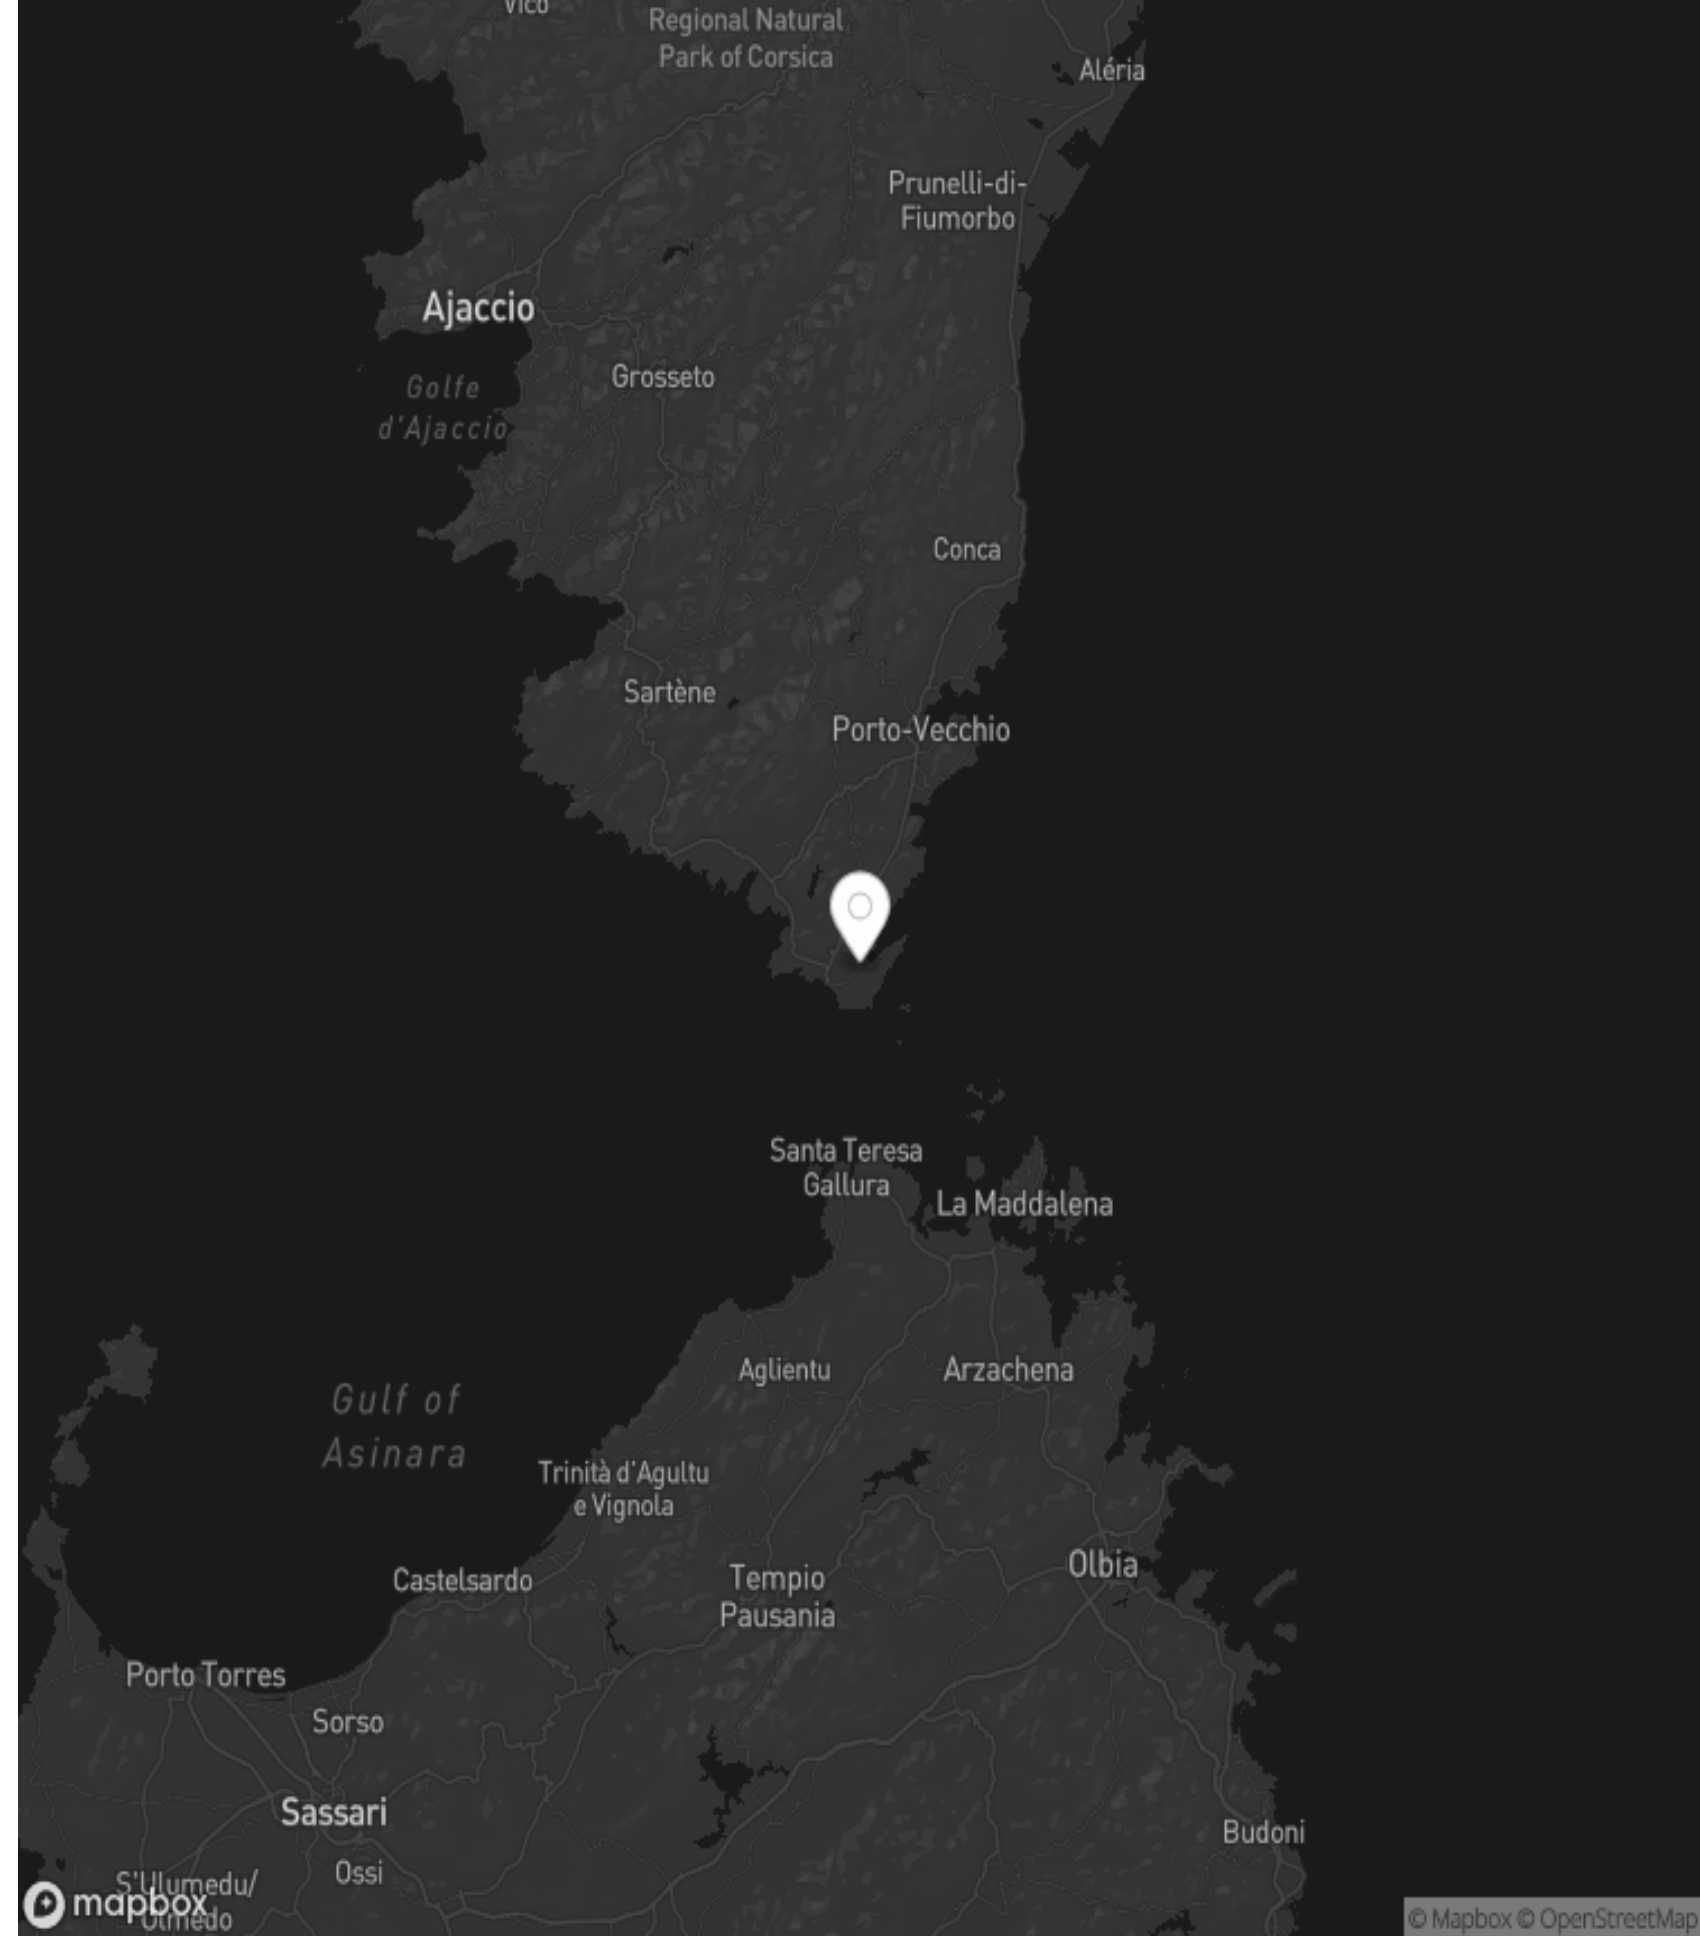 Vico
Regional Natural
Park of Corsica
Aléria
Prunelli-di-
Fiumorbo
Ajaccio
Golfe
d'Ajaccio
Grosseto
Conca
Sartène
Porto-Vecchio
Santa Teresa
Gallura
La Maddalena
Aglientu
Arzachena
Gulf of
Asinara
Trinità d'Agultu
e Vignola
Castelsardo
Tempio
Pausania
Olbia
Porto Torres
Sorso
Sassari
Budoni
Ossi
S'Ulumedu/
Olmedo
mapbox
© Mapbox © OpenStreetMap